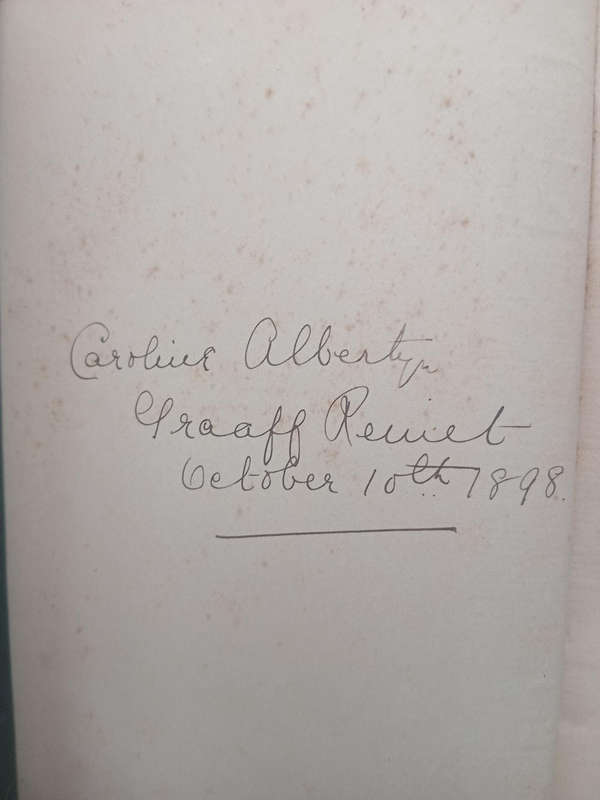 Caroline Albertyn
Graaff Reinet
October 10th 1898.